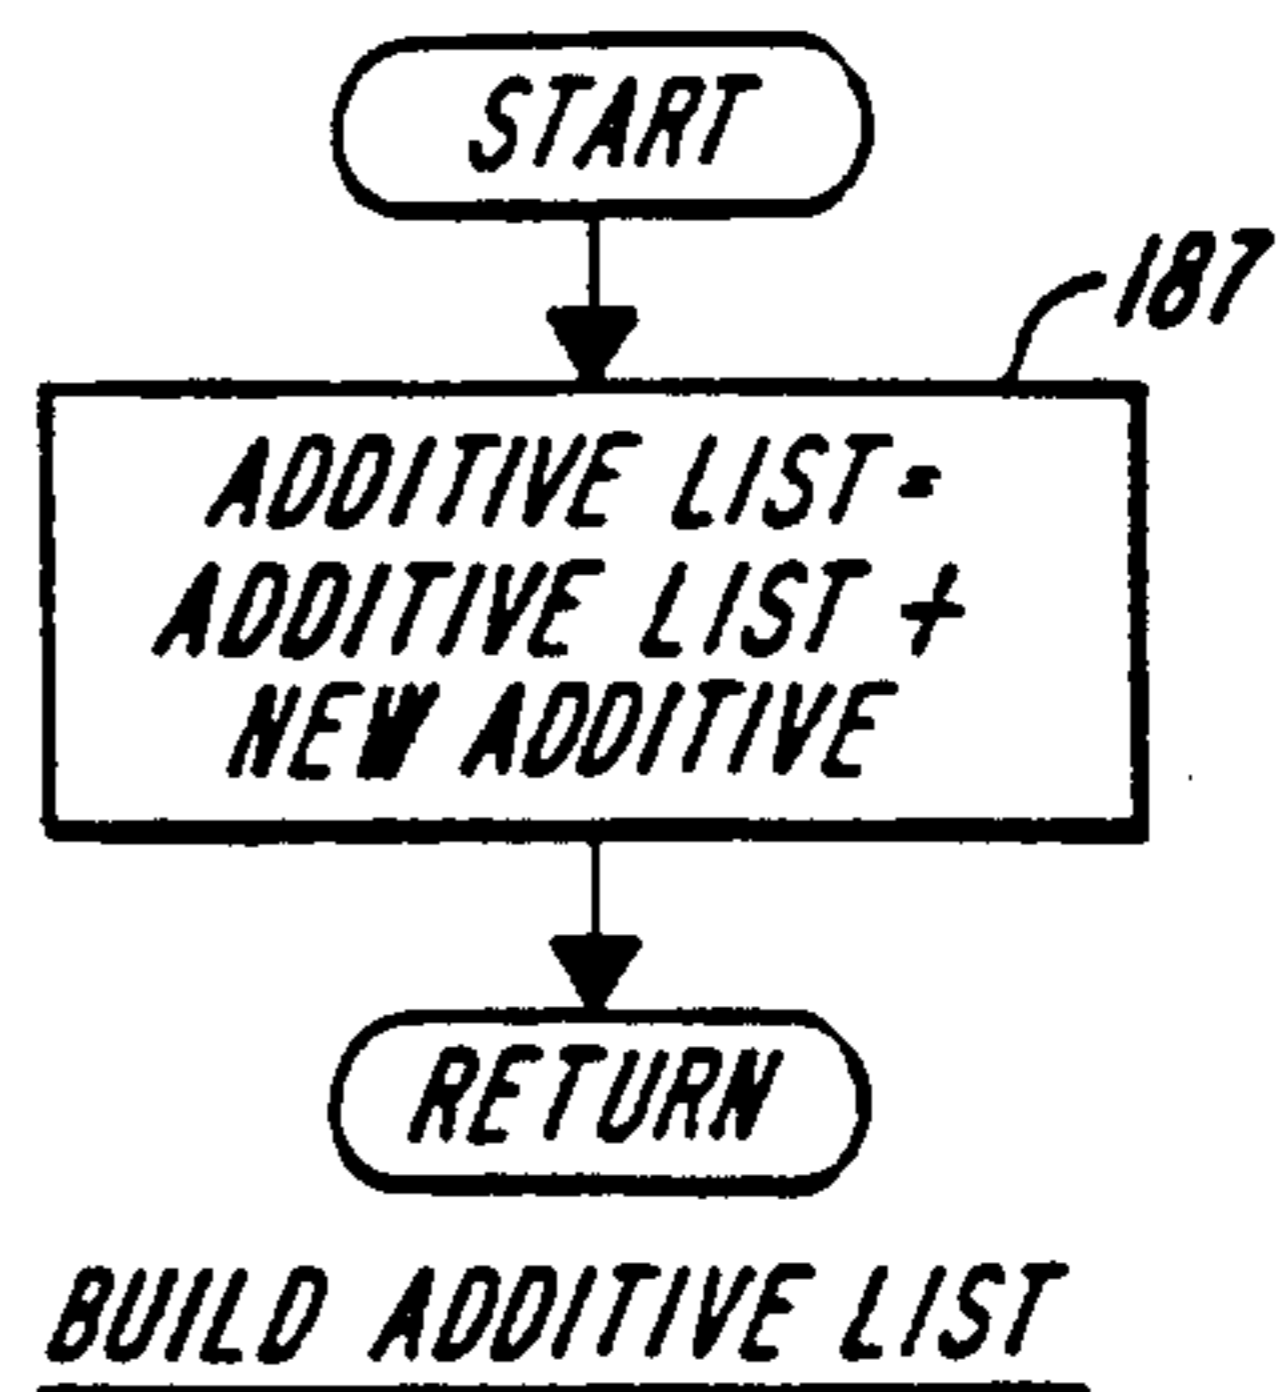 START
187
ADDITIVE LIST=
ADDITIVE LIST +
NEW ADDITIVE
RETURN
BUILD ADDITIVE LIST